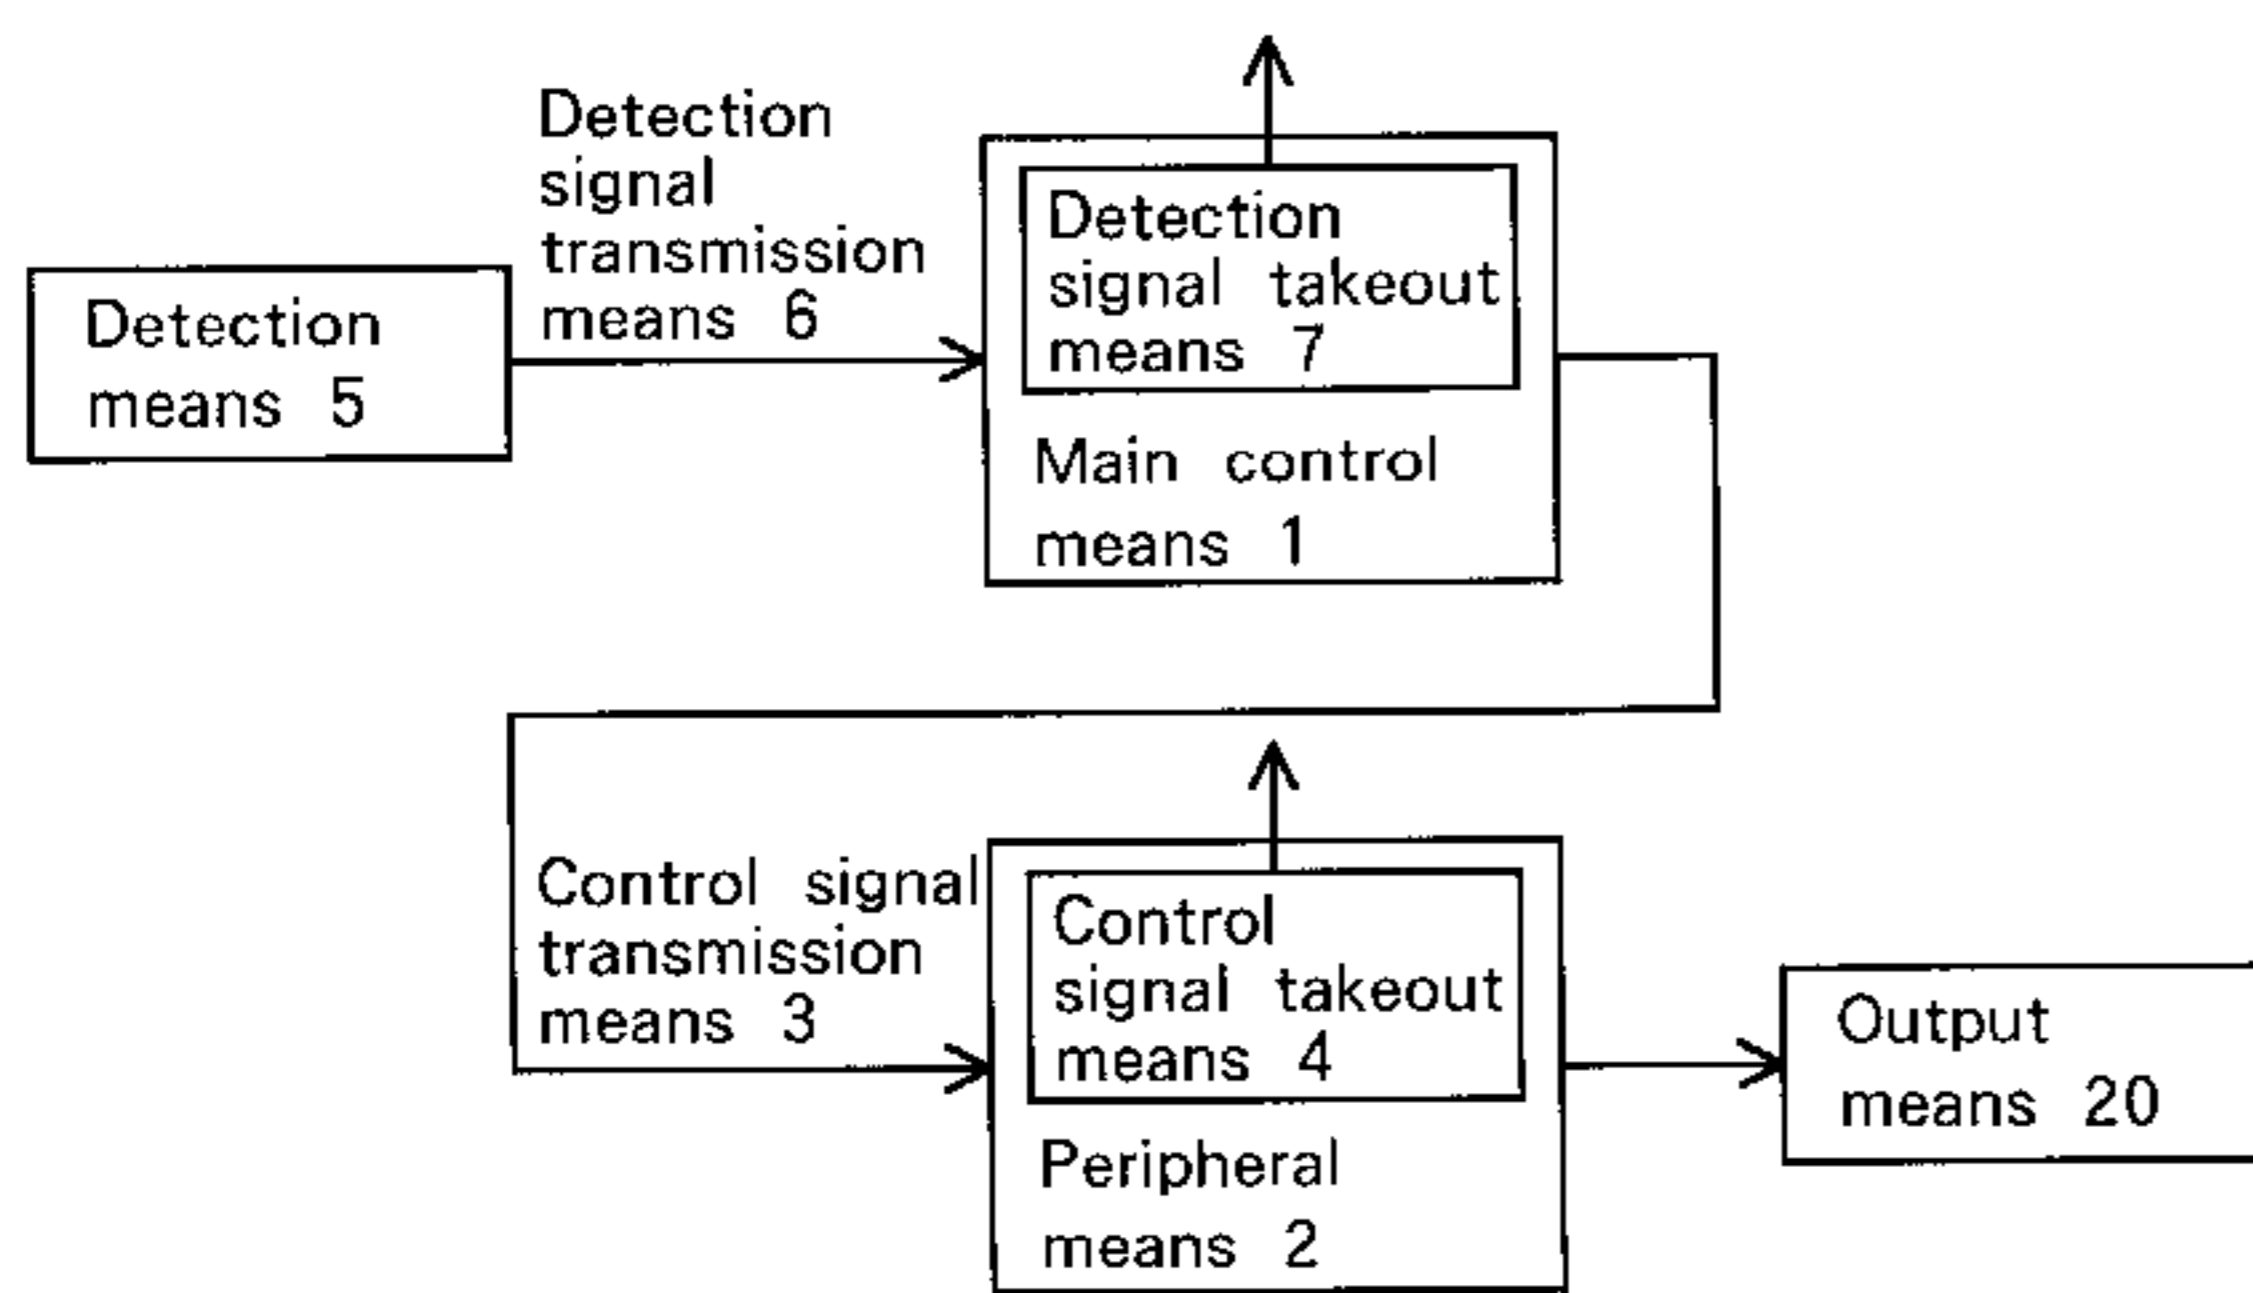 Detection
signal
transmission
means 6
Detection
means 5
Detection
signal takeout
means 7
Main control
means 1
Control signal
transmission
means 3
Control
signal takeout
means 4
Peripheral
means 2
Output
means 20